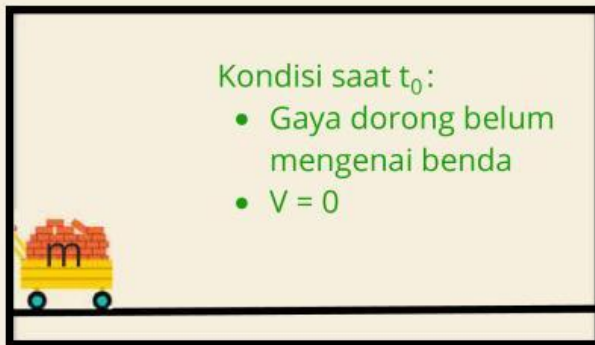 Kondisi saat t₀:
• Gaya dorong belum
mengenai benda
• V = 0
m